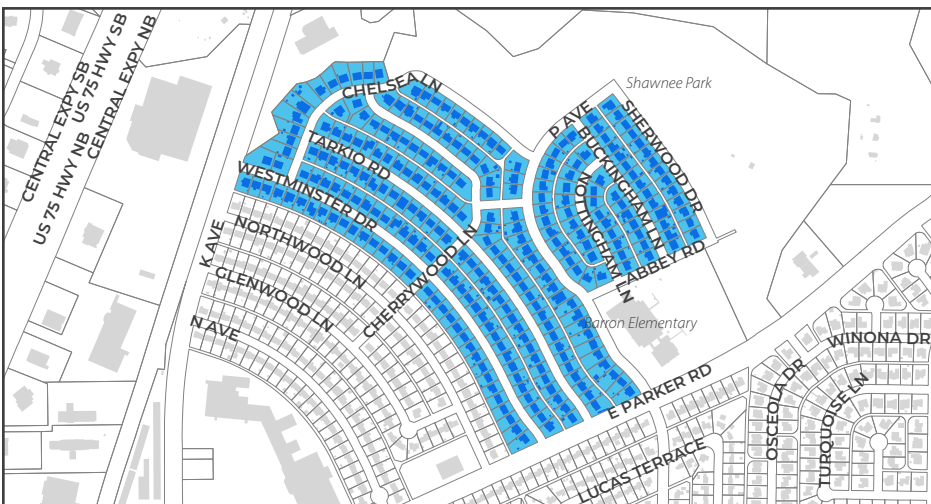 CENTRAL EXPY SB
US 75 HWY SB
US 75 HWY NB
CENTRAL EXPY NB
Shawnee Park
CHELSEA LN
P AVE
SHERWOOD DR
BUCKINGHAM LN
TARKIO RD
NOTTINGHAM LN
WESTMINSTER DR
ABBEY RD
K AVE
NORTHWOOD LN
CHERRYWOOD LN
GLENWOOD LN
Barron Elementary
N AVE
WINONA DR
E PARKER RD
OSCEOLA DR
TURQUOISE LN
LUCAS TERRACE